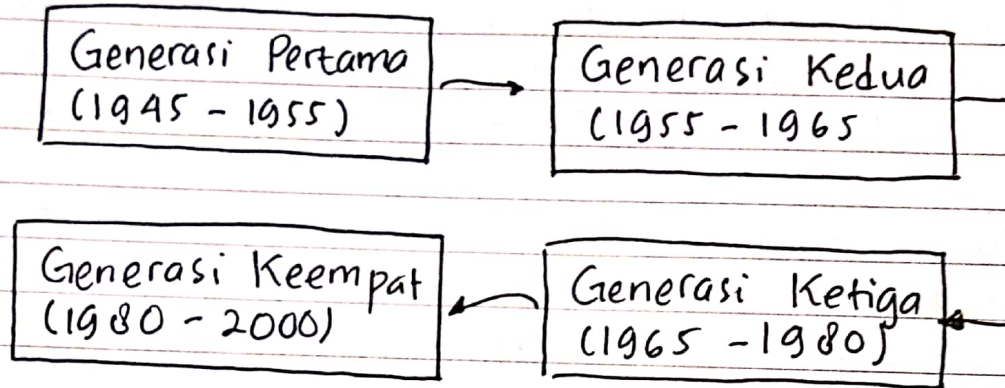 Generasi Pertama
(1945 - 1955)
Generasi Kedua
(1955 - 1965
Generasi Ketiga
(1965 - 1980)
Generasi Keempat
(1980 - 2000)